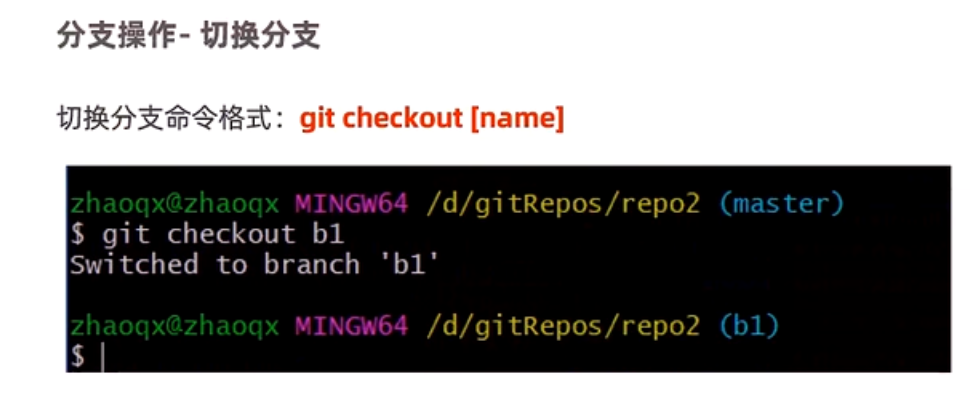 分支操作- 切换分支
切换分支命令格式：git checkout [name]
zhaoqx@zhaoqx MINGW64 /d/gitRepos/repo2 (master)
$ git checkout b1
Switched to branch 'b1'
zhaoqx@zhaoqx MINGW64 /d/gitRepos/repo2 (b1)
$